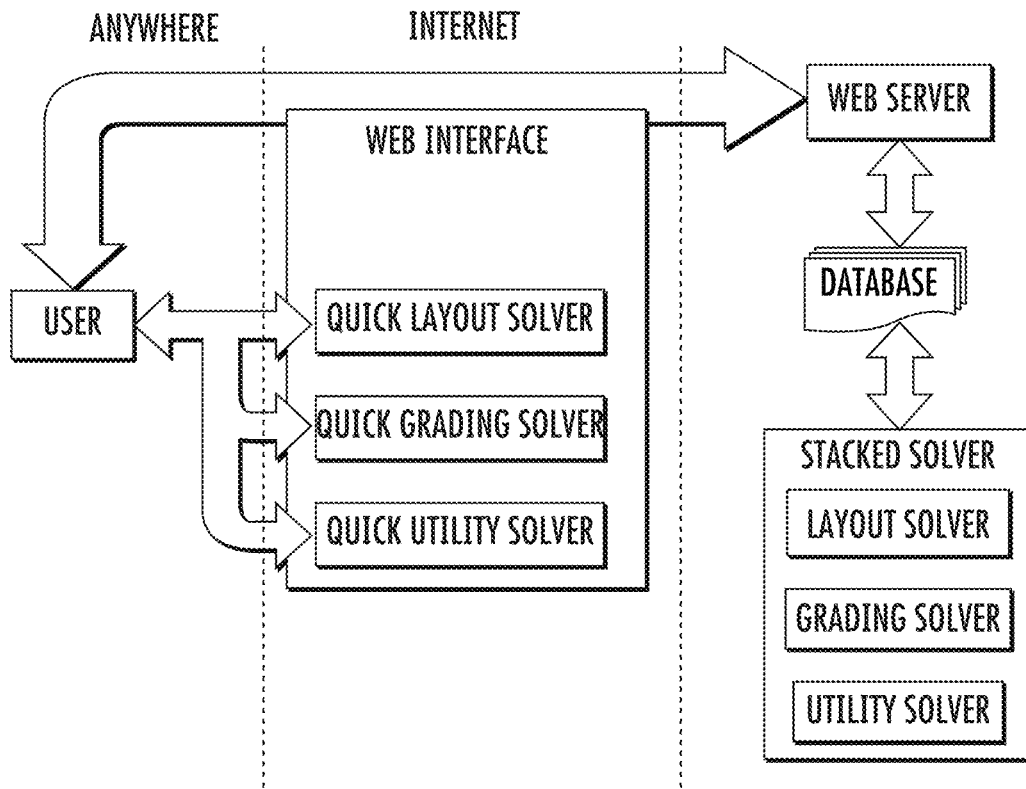 ANYWHERE
INTERNET
WEB SERVER
WEB INTERFACE
DATABASE
USER
QUICK LAYOUT SOLVER
QUICK GRADING SOLVER
QUICK UTILITY SOLVER
STACKED SOLVER
LAYOUT SOLVER
GRADING SOLVER
UTILITY SOLVER